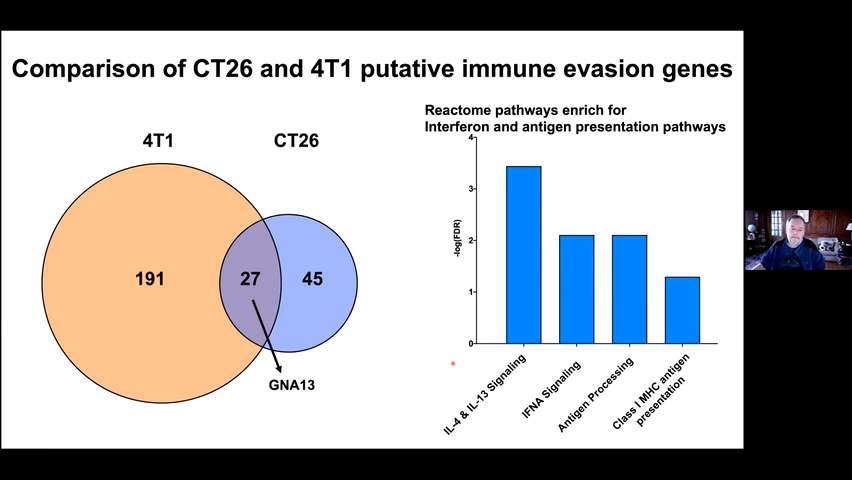 Comparison of CT26 and 4T1 putative immune evasion genes
4T1
CT26
191
27
45
GNA13
Reactome pathways enrich for
Interferon and antigen presentation pathways
-log(FDR)
4
3
2
1
0
IL-4 & IL-13 Signaling
IFNA Signaling
Antigen Processing
Class I MHC antigen
presentation